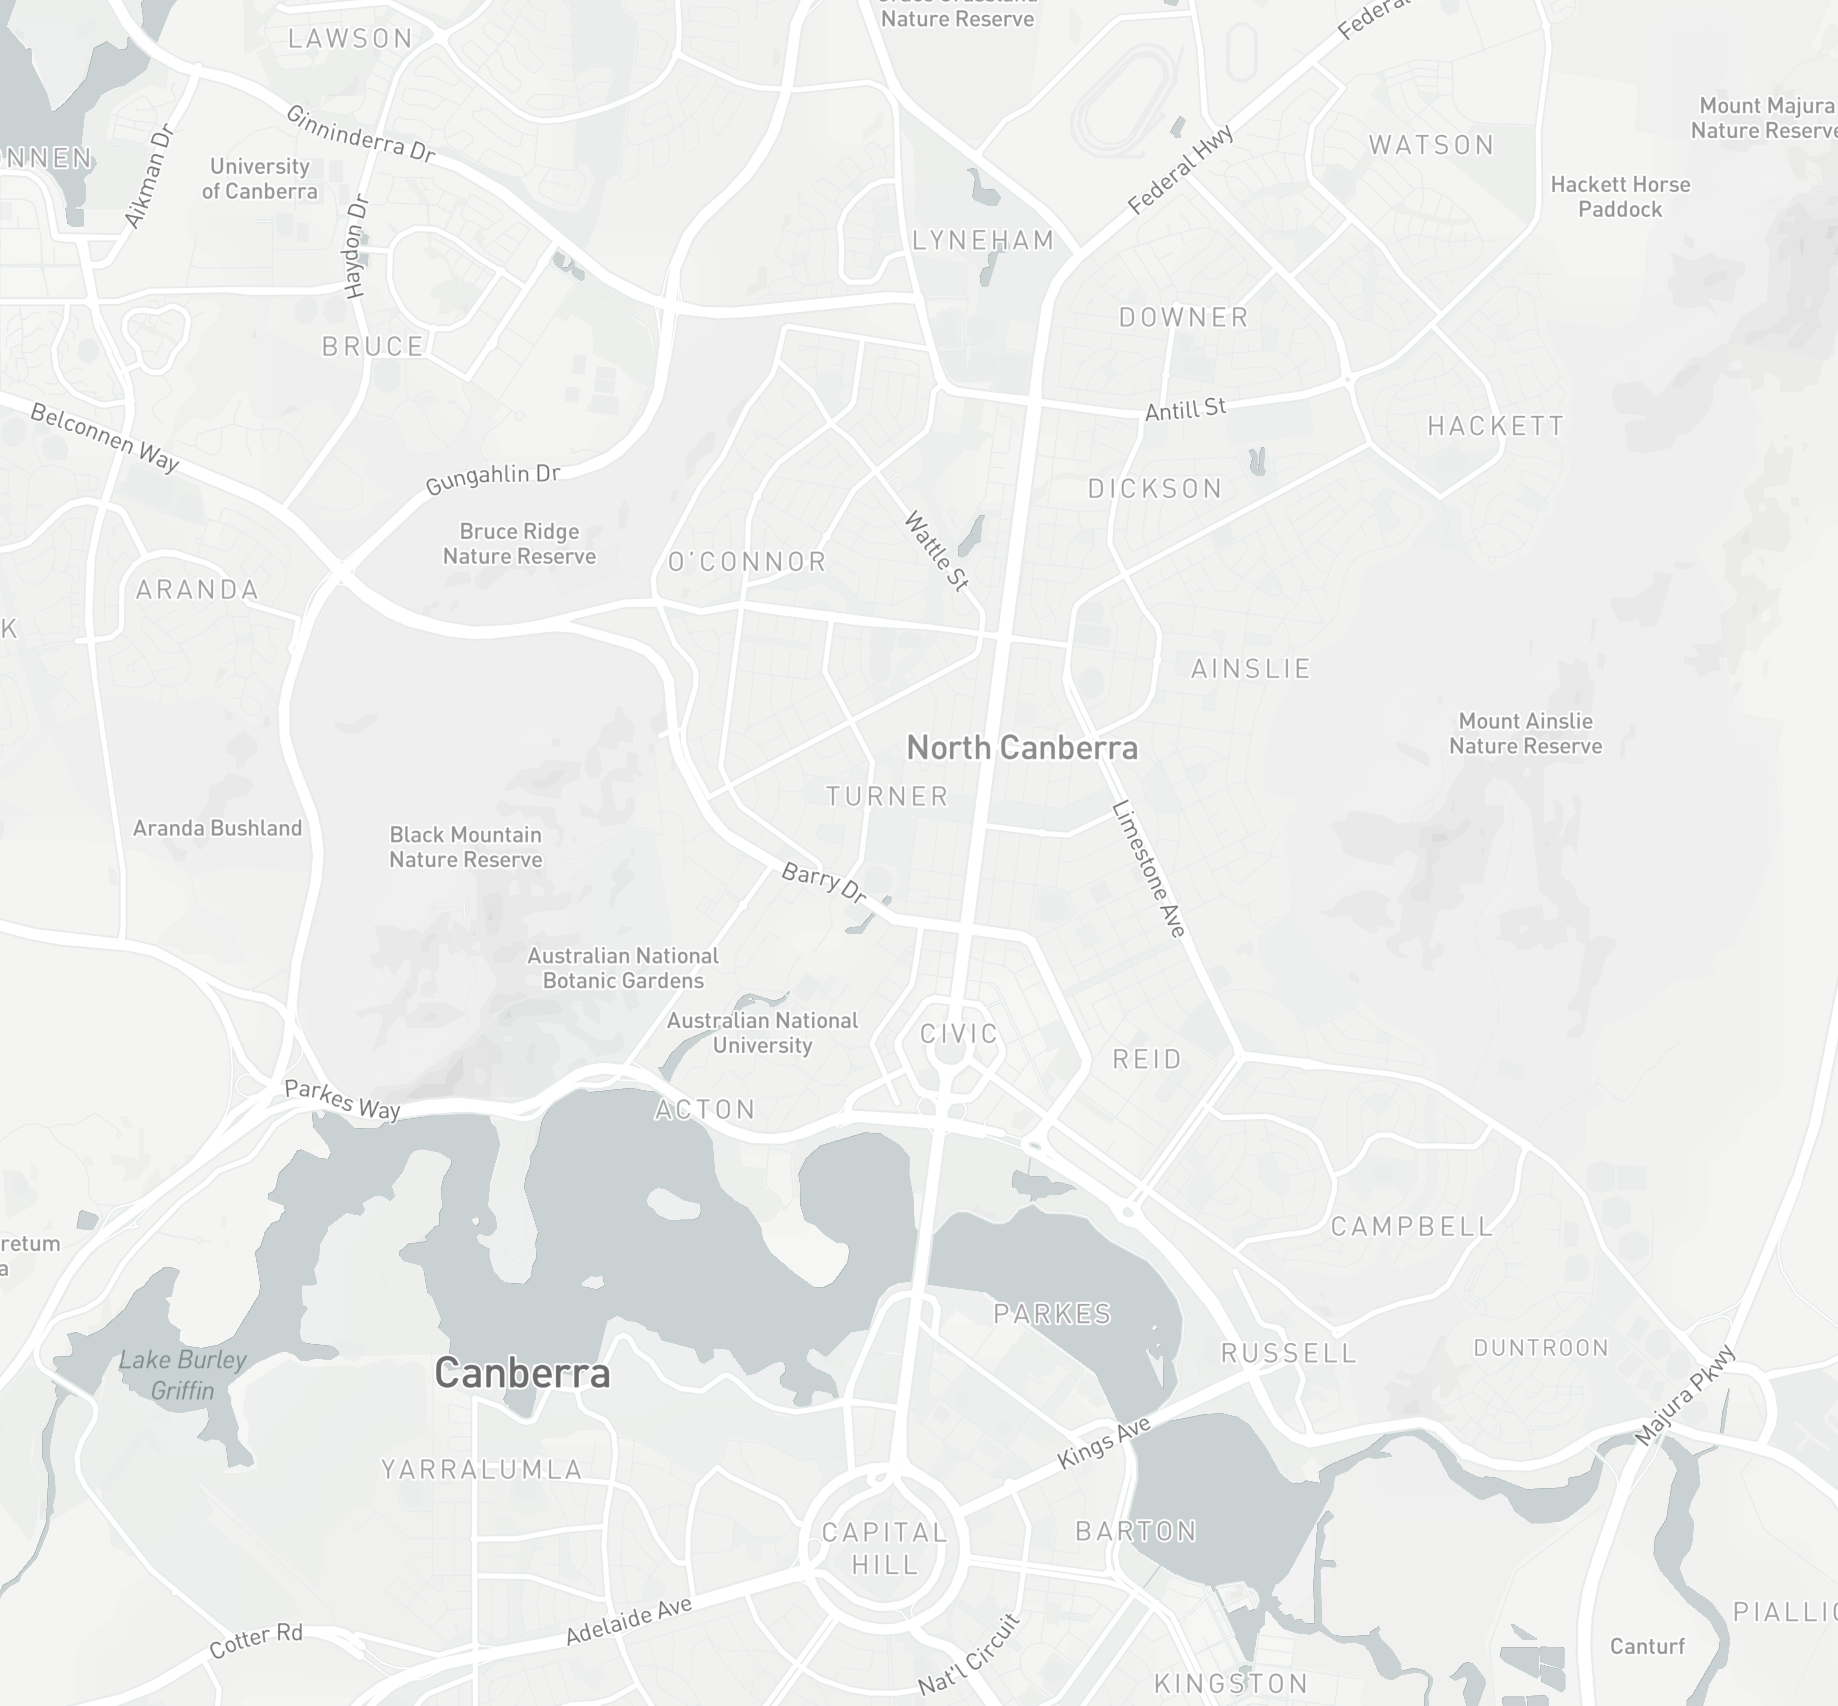 Nature Reserve
Federal
LAWSON
Ginninderra Dr
Mount Majura
Nature Reserve
NNEN
Aikman Dr
University
of Canberra
Federal Hwy
WATSON
Hackett Horse
Paddock
Haydon Dr
LYNEHAM
BRUCE
DOWNER
Belconnen Way
Antill St
HACKETT
Gungahlin Dr
DICKSON
Bruce Ridge
Nature Reserve
O'CONNOR
Wattle St
ARANDA
K
AINSLIE
Mount Ainslie
Nature Reserve
North Canberra
TURNER
Aranda Bushland
Black Mountain
Nature Reserve
Limestone Ave
Barry Dr
Australian National
Botanic Gardens
Australian National
University
CIVIC
REID
Parkes Way
ACTON
retum
a
CAMPBELL
PARKES
RUSSELL
DUNTROON
Lake Burley
Griffin
Canberra
Majura Pkwy
Kings Ave
YARRALUMLA
CAPITAL
HILL
BARTON
Adelaide Ave
Cotter Rd
Nat'l Circuit
PIALLIG
Canturf
KINGSTON